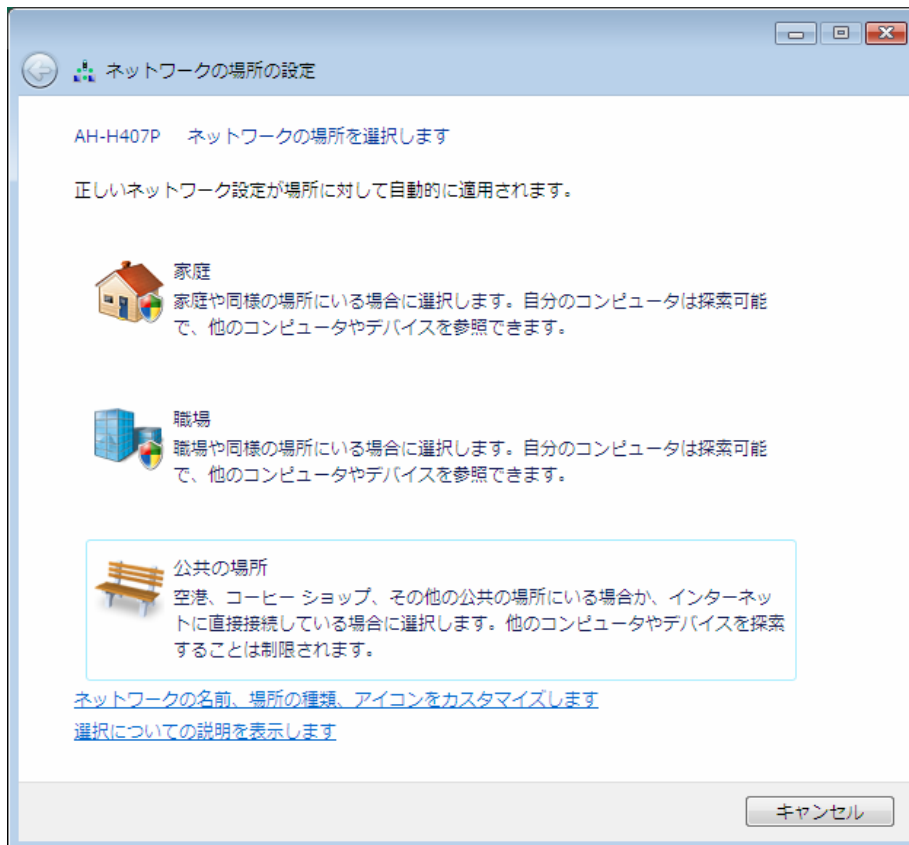 ネットワークの場所の設定
AH-H407P ネットワークの場所を選択します
正しいネットワーク設定が場所に対して自動的に適用されます。
家庭
家庭や同様の場所にいる場合に選択します。自分のコンピュータは探索可能
で、他のコンピュータやデバイスを参照できます。
職場
職場や同様の場所にいる場合に選択します。自分のコンピュータは探索可能
で、他のコンピュータやデバイスを参照できます。
公共の場所
空港、コーヒー ショップ、その他の公共の場所にいる場合か、インターネッ
トに直接接続している場合に選択します。他のコンピュータやデバイスを探索
することは制限されます。
ネットワークの名前、場所の種類、アイコンをカスタマイズします
選択についての説明を表示します
キャンセル